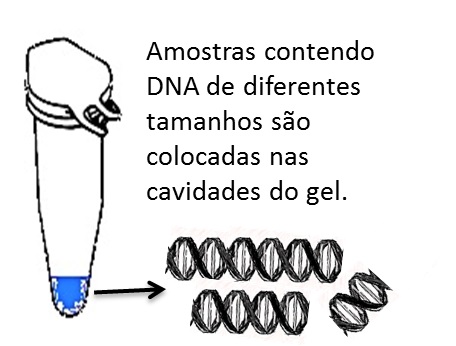 Amostras contendo
DNA de diferentes
tamanhos são
colocadas nas
cavidades do gel.